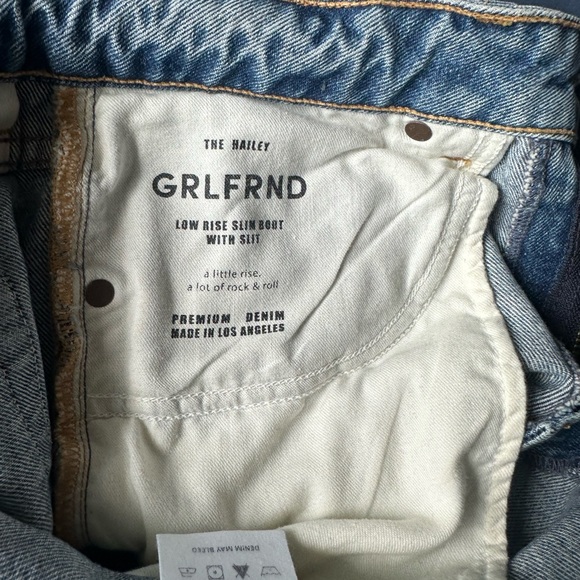 THE HAILEY
GRLFRND
LOW RISE SLIM BOOT
WITH SLIT
a little rise,
a lot of rock & roll
PREMIUM DENIM
MADE IN LOS ANGELES
DENIM MAY BLEED